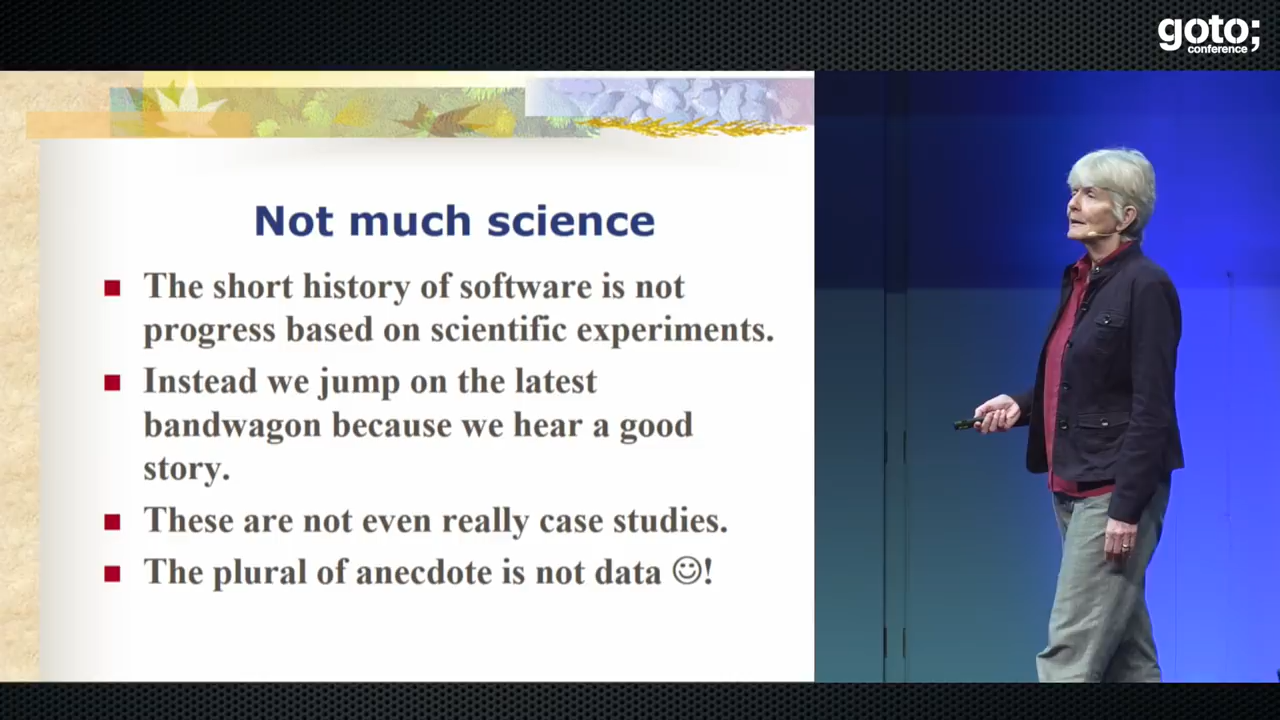 goto;
conference
Not much science
The short history of software is not
progress based on scientific experiments.
Instead we jump on the latest
bandwagon because we hear a good
story.
These are not even really case studies.
The plural of anecdote is not data ☺!